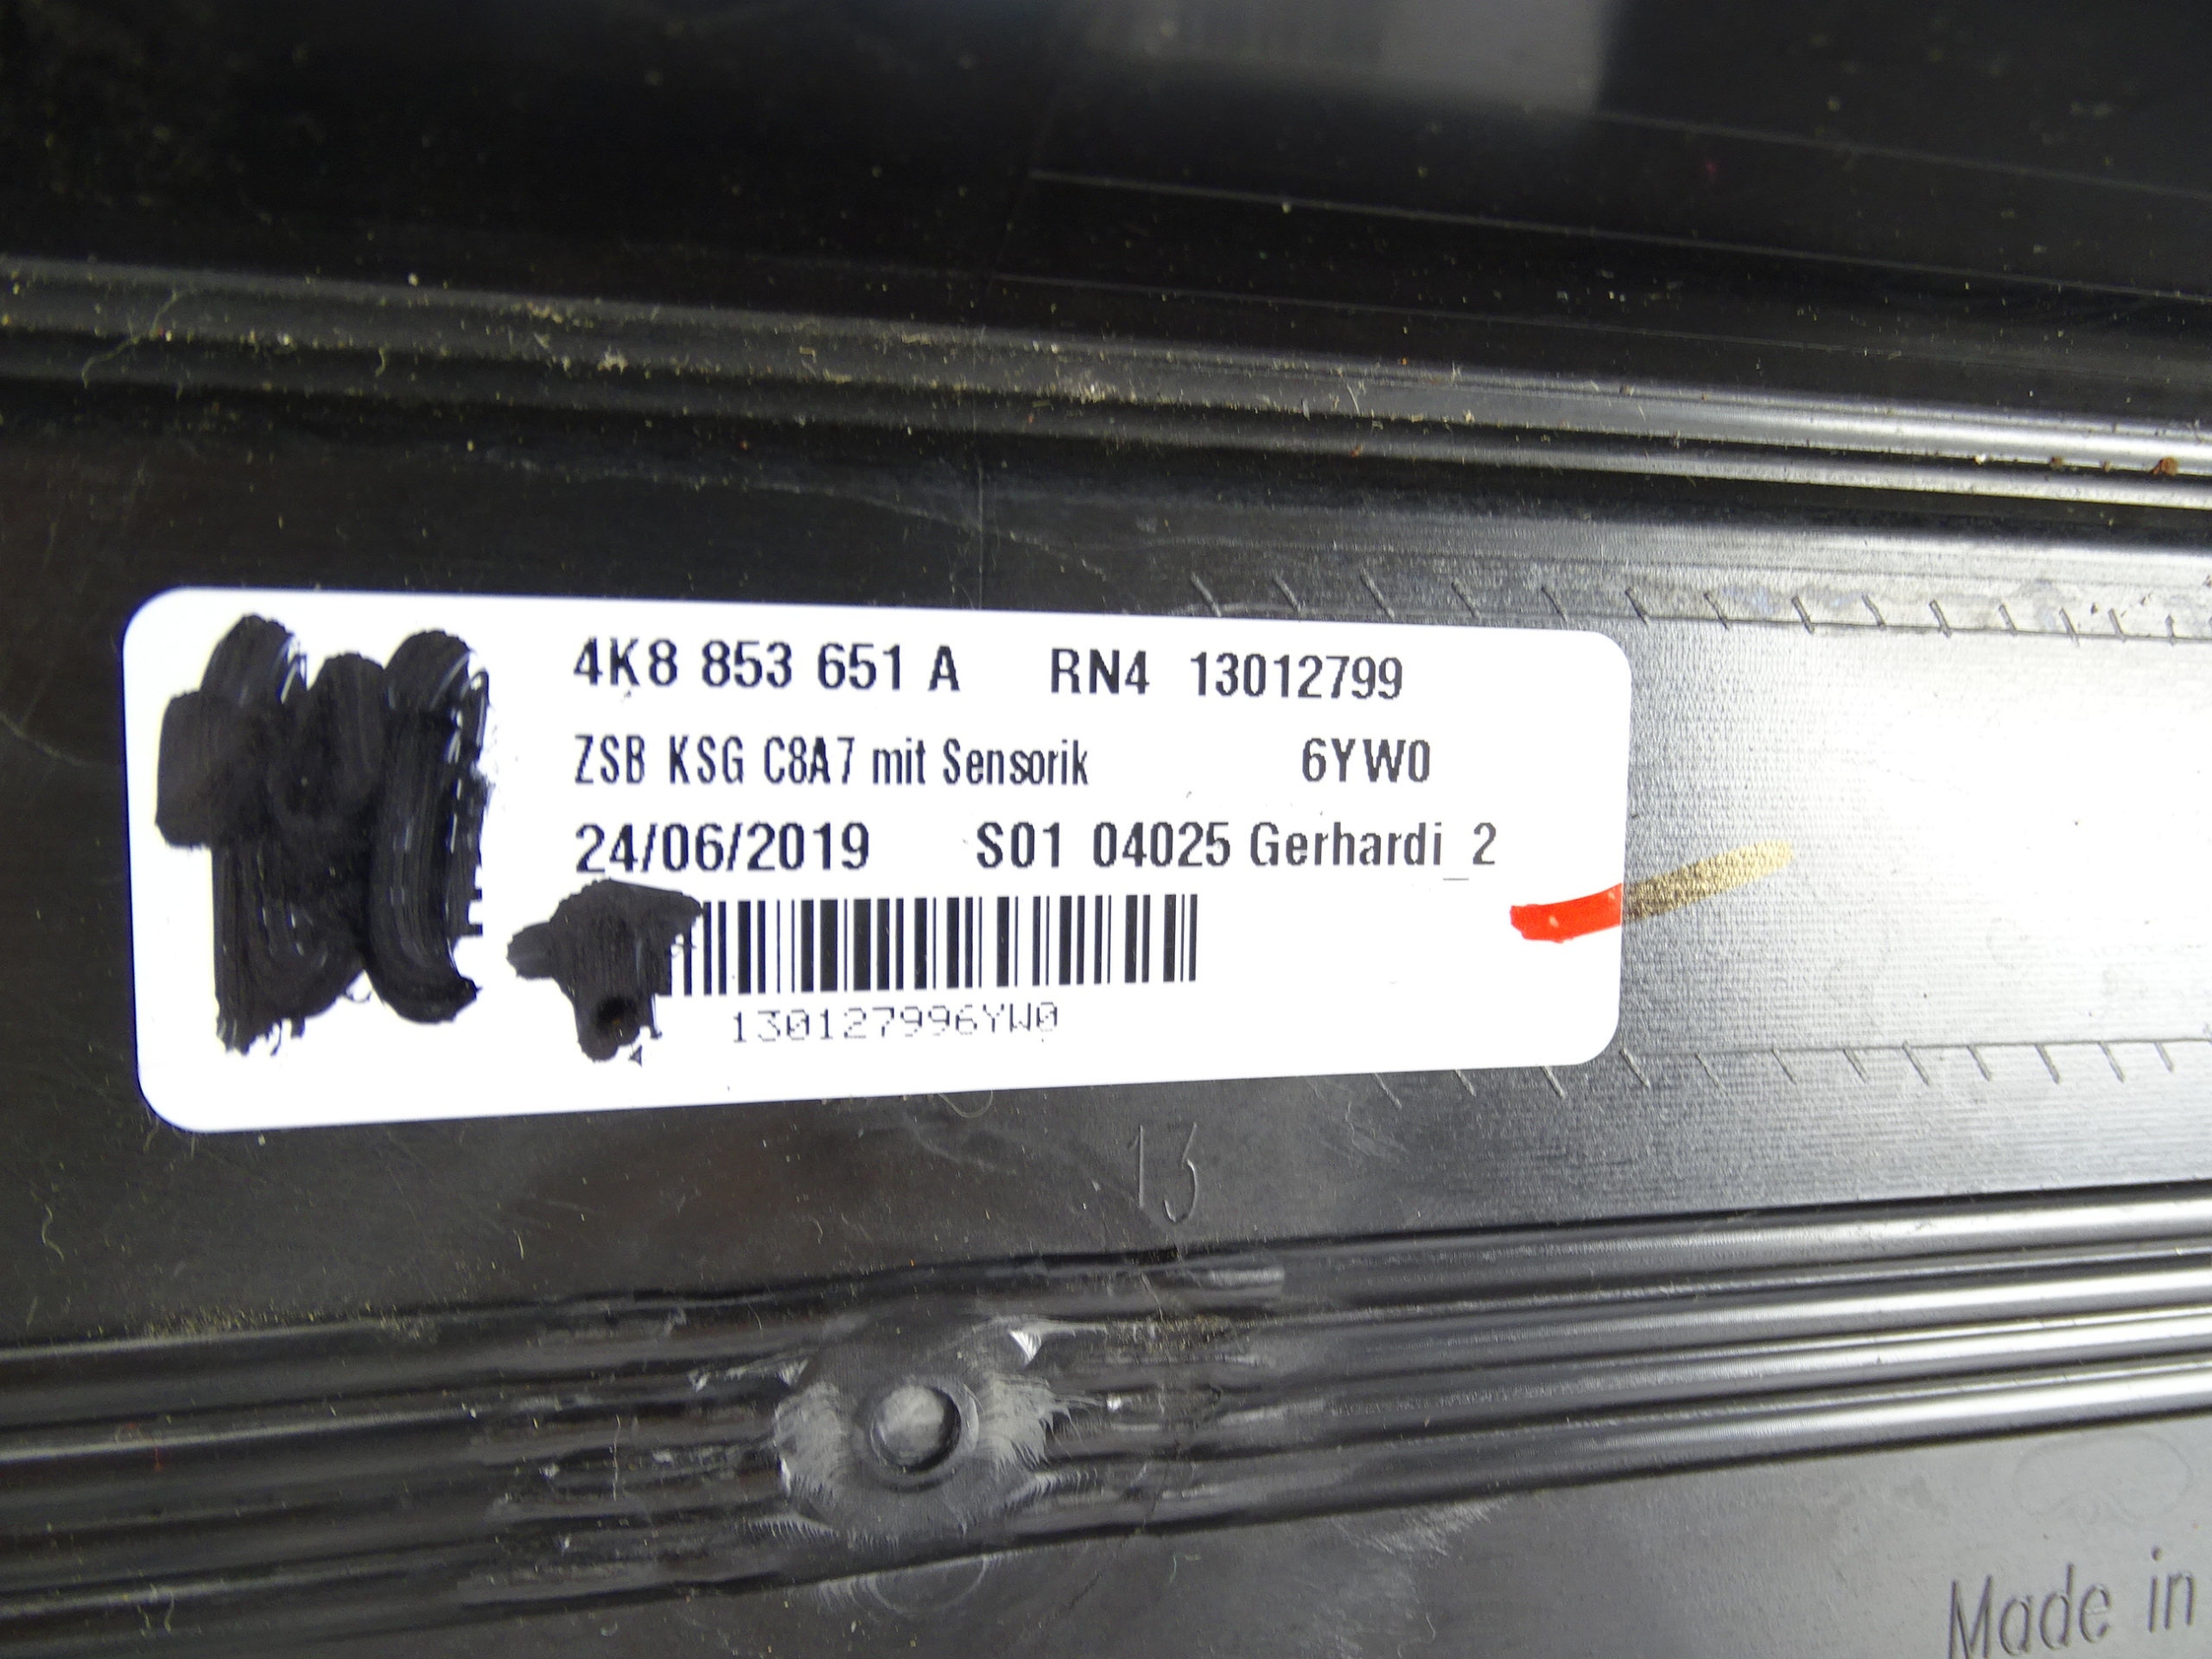 4K8 853 651 A RN4 13012799
ZSB KSG C8A7 mit Sensorik 6YW0
24/06/2019 S01 04025 Gerhardi_2
130127996YW0
13
Made in